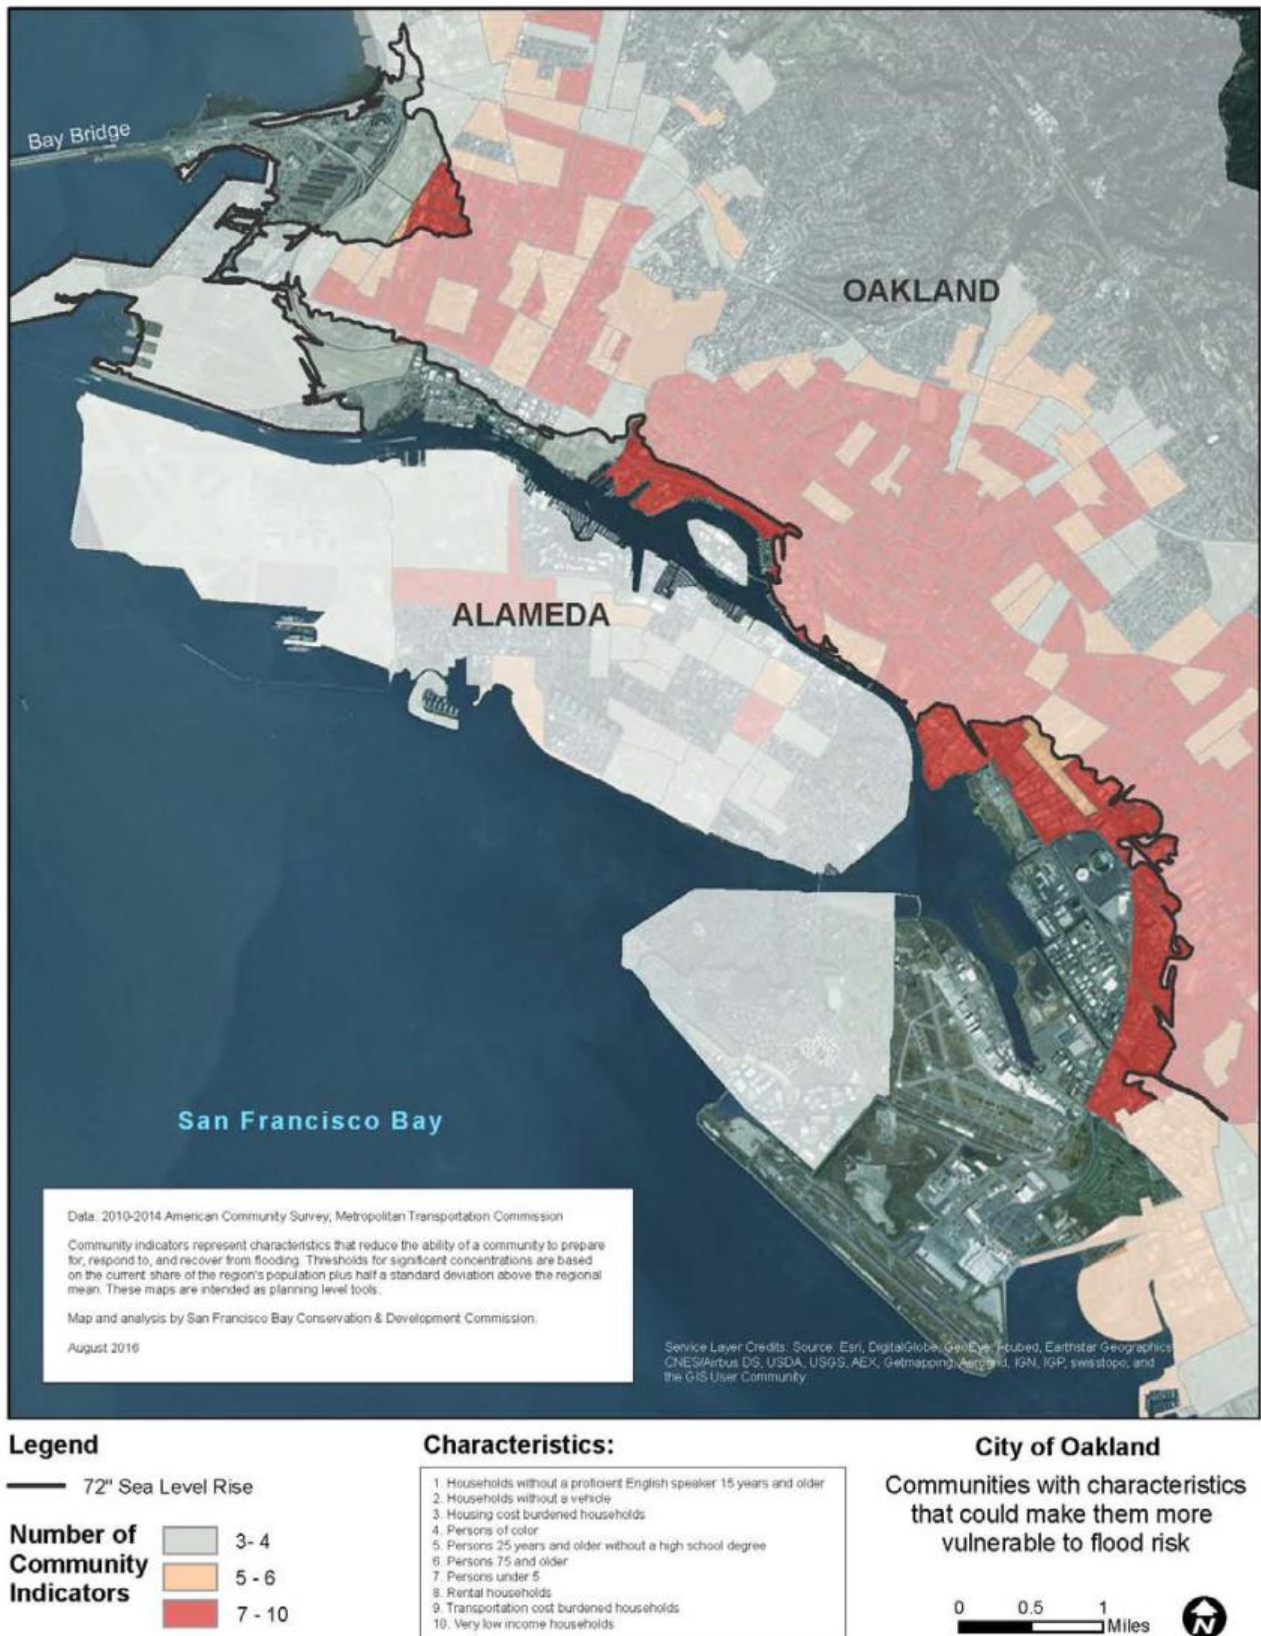 Bay Bridge
OAKLAND
ALAMEDA
San Francisco Bay
Data: 2010-2014 American Community Survey, Metropolitan Transportation Commission
Community indicators represent characteristics that reduce the ability of a community to prepare
for, respond to, and recover from flooding. Thresholds for significant concentrations are based
on the current share of the region's population plus half a standard deviation above the regional
mean. These maps are intended as planning level tools.
Map and analysis by San Francisco Bay Conservation & Development Commission.
August 2016
Service Layer Credits: Source: Esri, DigitalGlobe, GeoEye, i-cubed, Earthstar Geographics
CNES/Airbus DS, USDA, USGS, AEX, Getmapping, Aerogrid, IGN, IGP, swisstopo, and
the GIS User Community
Legend
72" Sea Level Rise
Number of
Community
Indicators
3- 4
5 - 6
7 - 10
Characteristics:
1. Households without a proficient English speaker 15 years and older
2. Households without a vehicle
3. Housing cost burdened households
4. Persons of color
5. Persons 25 years and older without a high school degree
6. Persons 75 and older
7. Persons under 5
8. Rental households
9. Transportation cost burdened households
10. Very low income households
City of Oakland
Communities with characteristics
that could make them more
vulnerable to flood risk
0 0.5 1
Miles
N